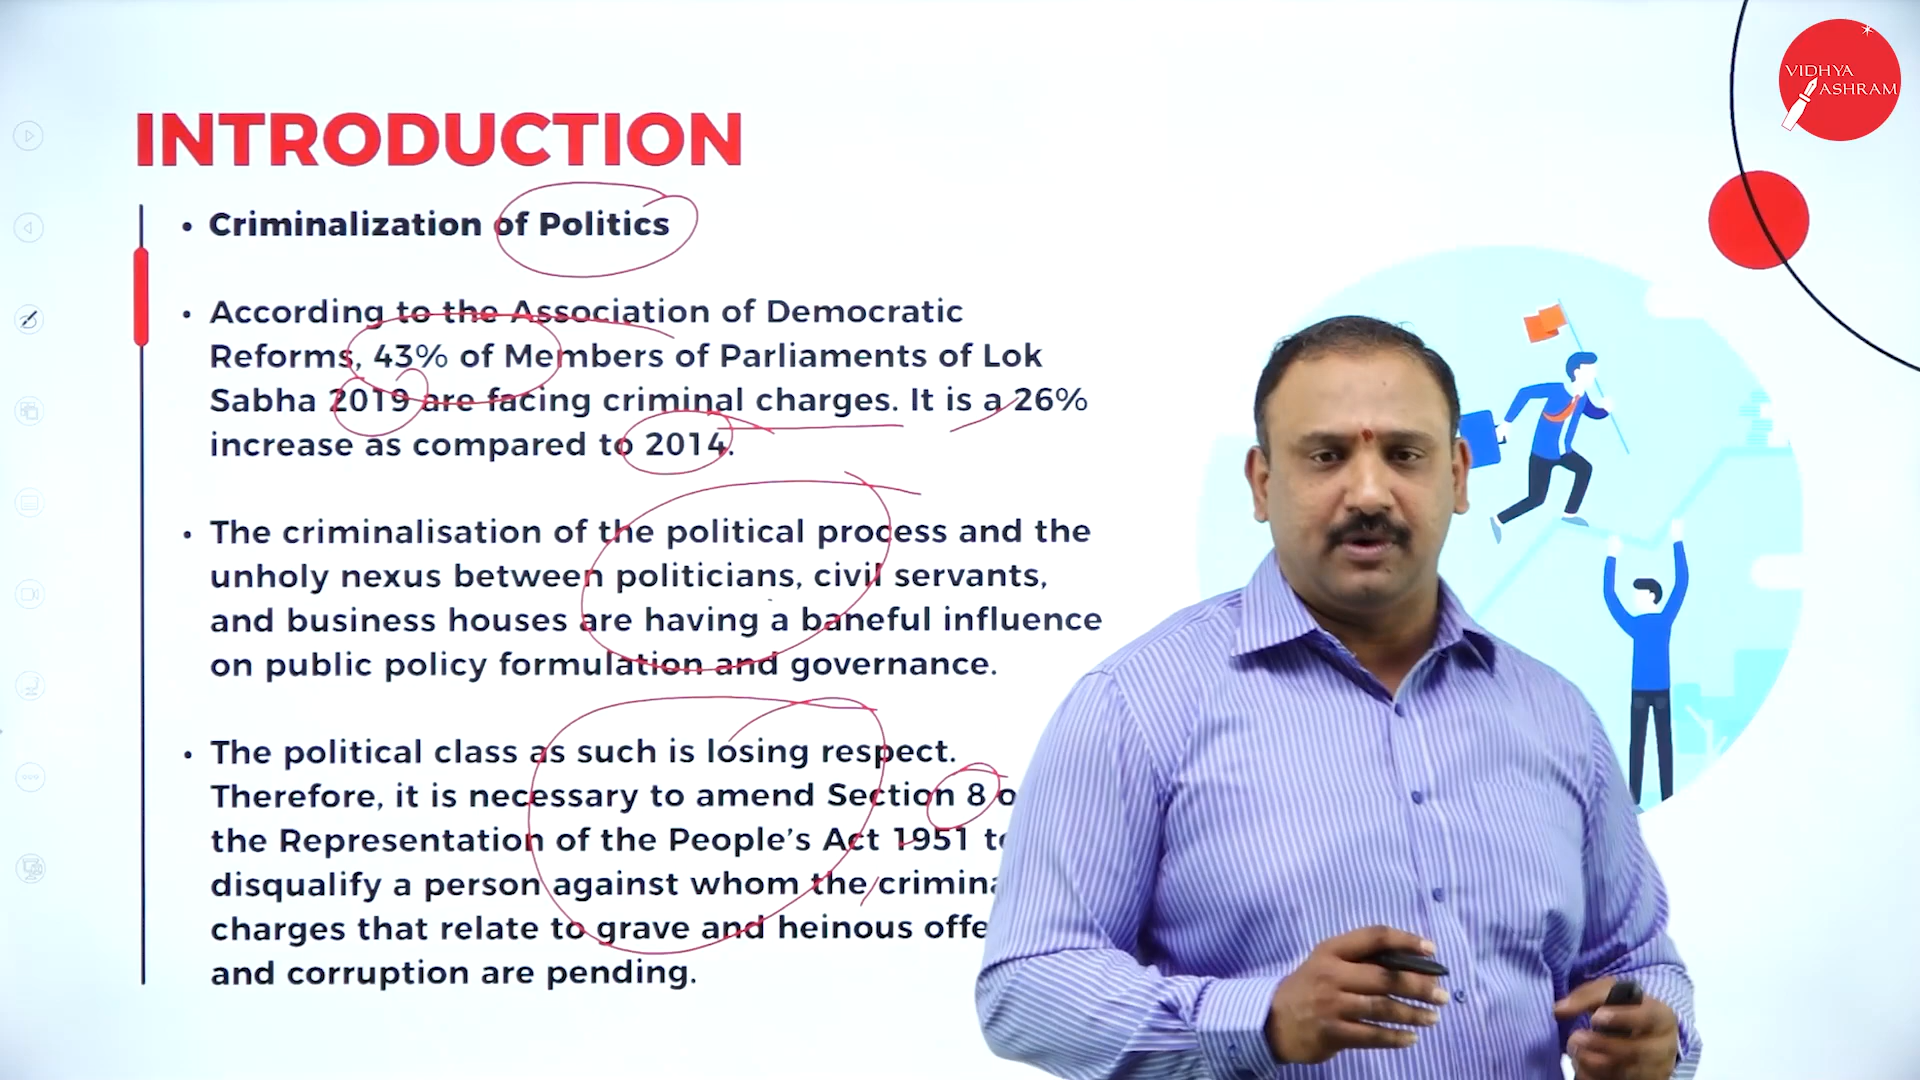 VIDHYA
ASHRAM
INTRODUCTION
• Criminalization of Politics
• According to the Association of Democratic
Reforms, 43% of Members of Parliaments of Lok
Sabha 2019 are facing criminal charges. It is a 26%
increase as compared to 2014.
• The criminalisation of the political process and the
unholy nexus between politicians, civil servants,
and business houses are having a baneful influence
on public policy formulation and governance.
• The political class as such is losing respect.
Therefore, it is necessary to amend Section 8
the Representation of the People's Act 1951
disqualify a person against whom the
charges that relate to grave and heinous
and corruption are pending.